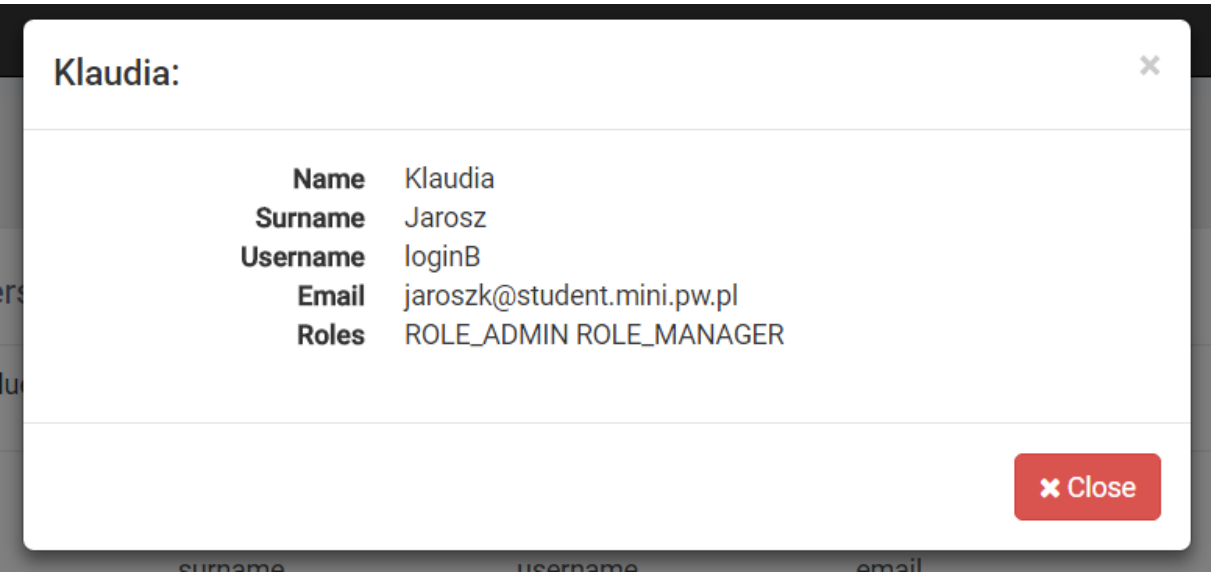 Klaudia:
×
Name Klaudia
Surname Jarosz
Username loginB
Email jaroszk@student.mini.pw.pl
Roles ROLE_ADMIN ROLE_MANAGER
× Close
surname username email